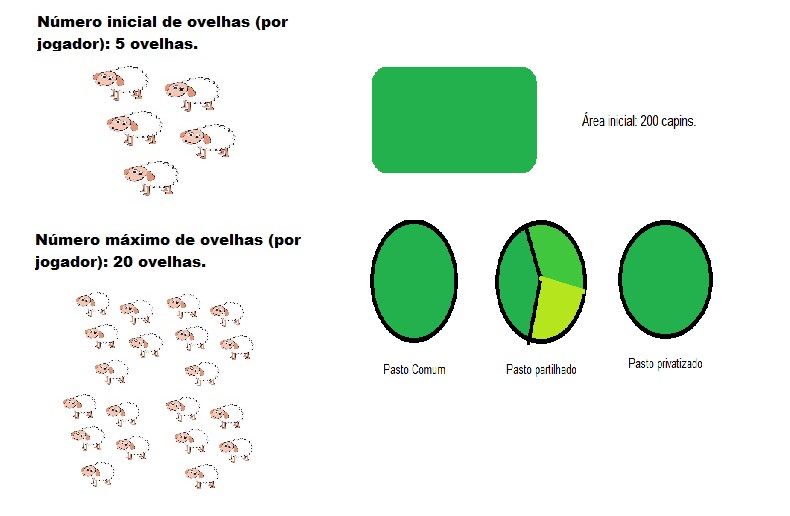 Número inicial de ovelhas (por
jogador): 5 ovelhas.
Área inicial: 200 capins.
Número máximo de ovelhas (por
jogador): 20 ovelhas.
Pasto Comum
Pasto partilhado
Pasto privatizado